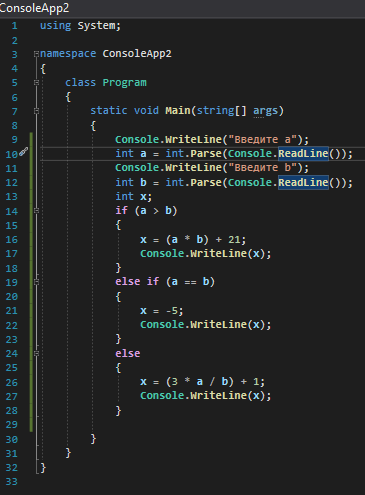 ConsoleApp2
1 using System;
2
3 namespace ConsoleApp2
4 {
5 class Program
6 {
7 static void Main(string[] args)
8 {
9 Console.WriteLine("Введите a");
10 int a = int.Parse(Console.ReadLine());
11 Console.WriteLine("Введите b");
12 int b = int.Parse(Console.ReadLine());
13 int x;
14 if (a > b)
15 {
16 x = (a * b) + 21;
17 Console.WriteLine(x);
18 }
19 else if (a == b)
20 {
21 x = -5;
22 Console.WriteLine(x);
23 }
24 else
25 {
26 x = (3 * a / b) + 1;
27 Console.WriteLine(x);
28 }
29
30 }
31 }
32 }
33